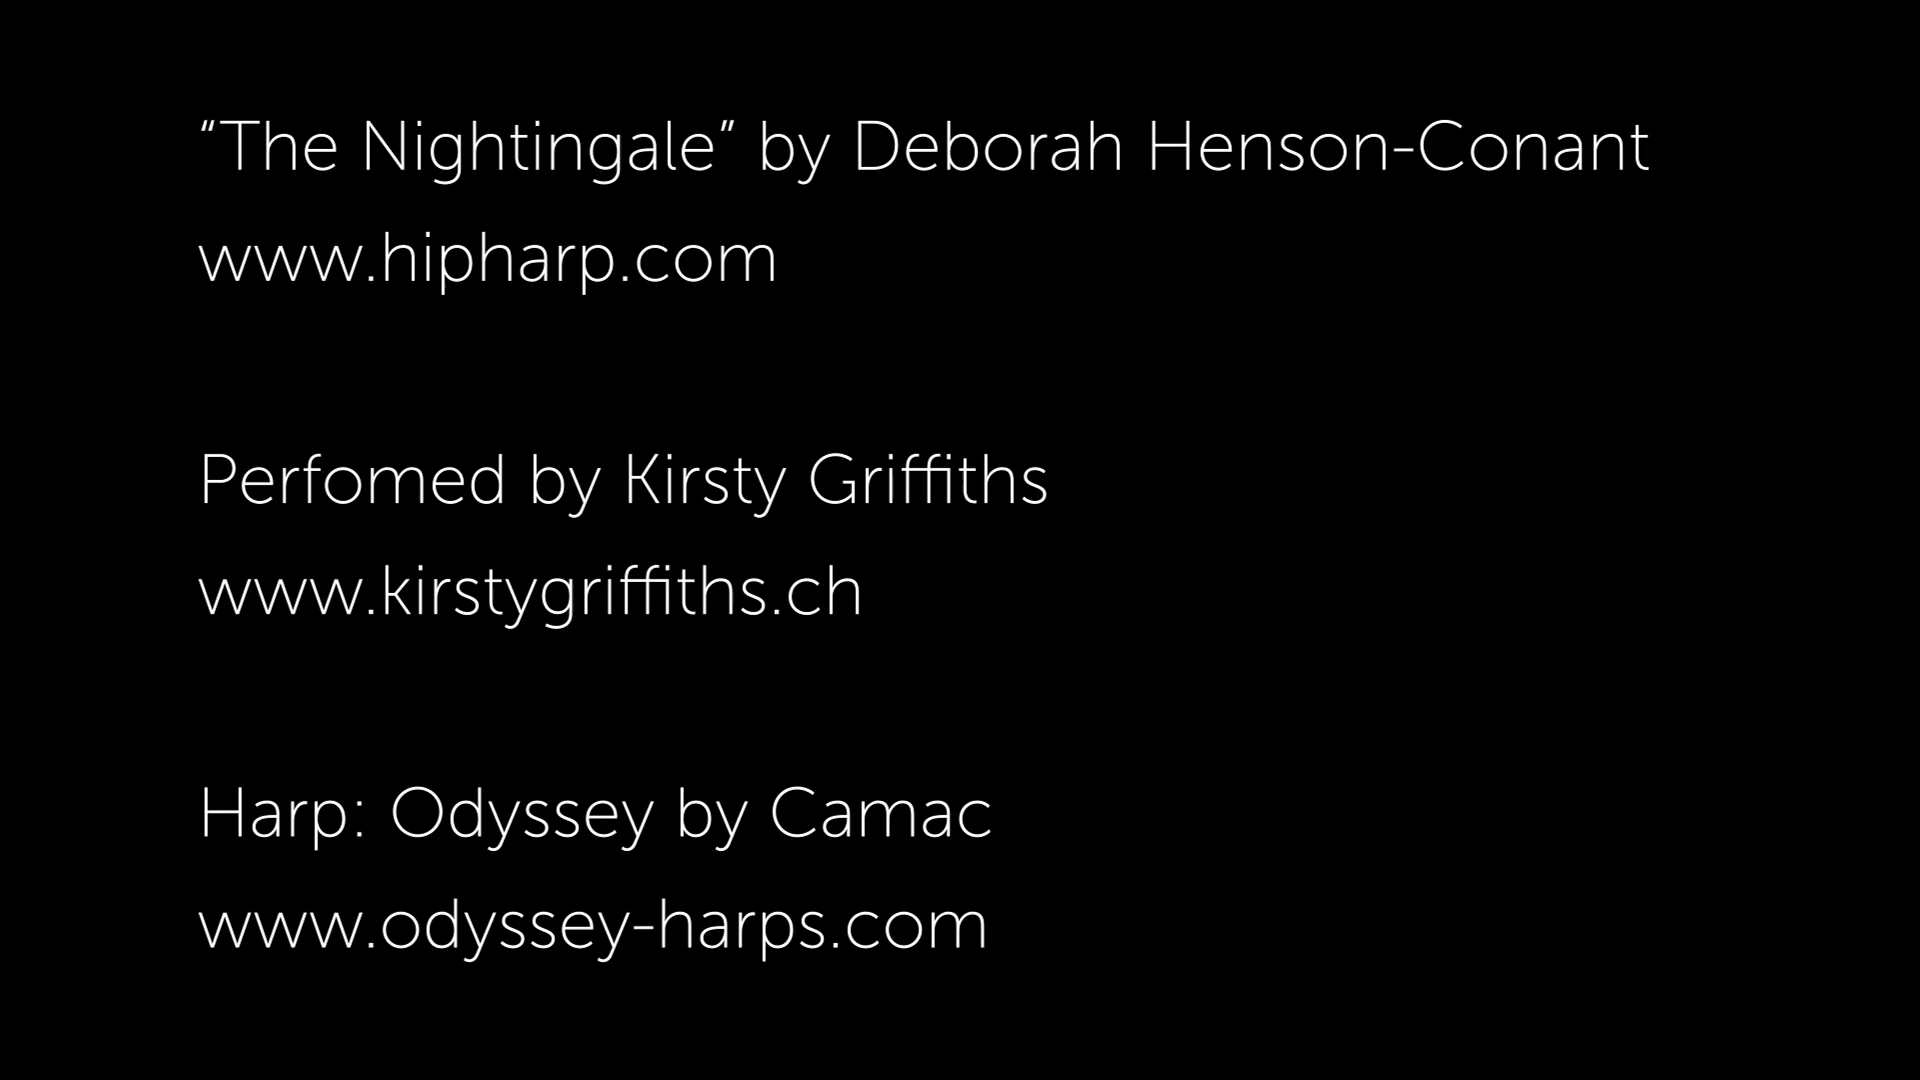 “The Nightingale” by Deborah Henson-Conant
www.hipharp.com
Perfomed by Kirsty Griffiths
www.kirstygriffiths.ch
Harp: Odyssey by Camac
www.odyssey-harps.com